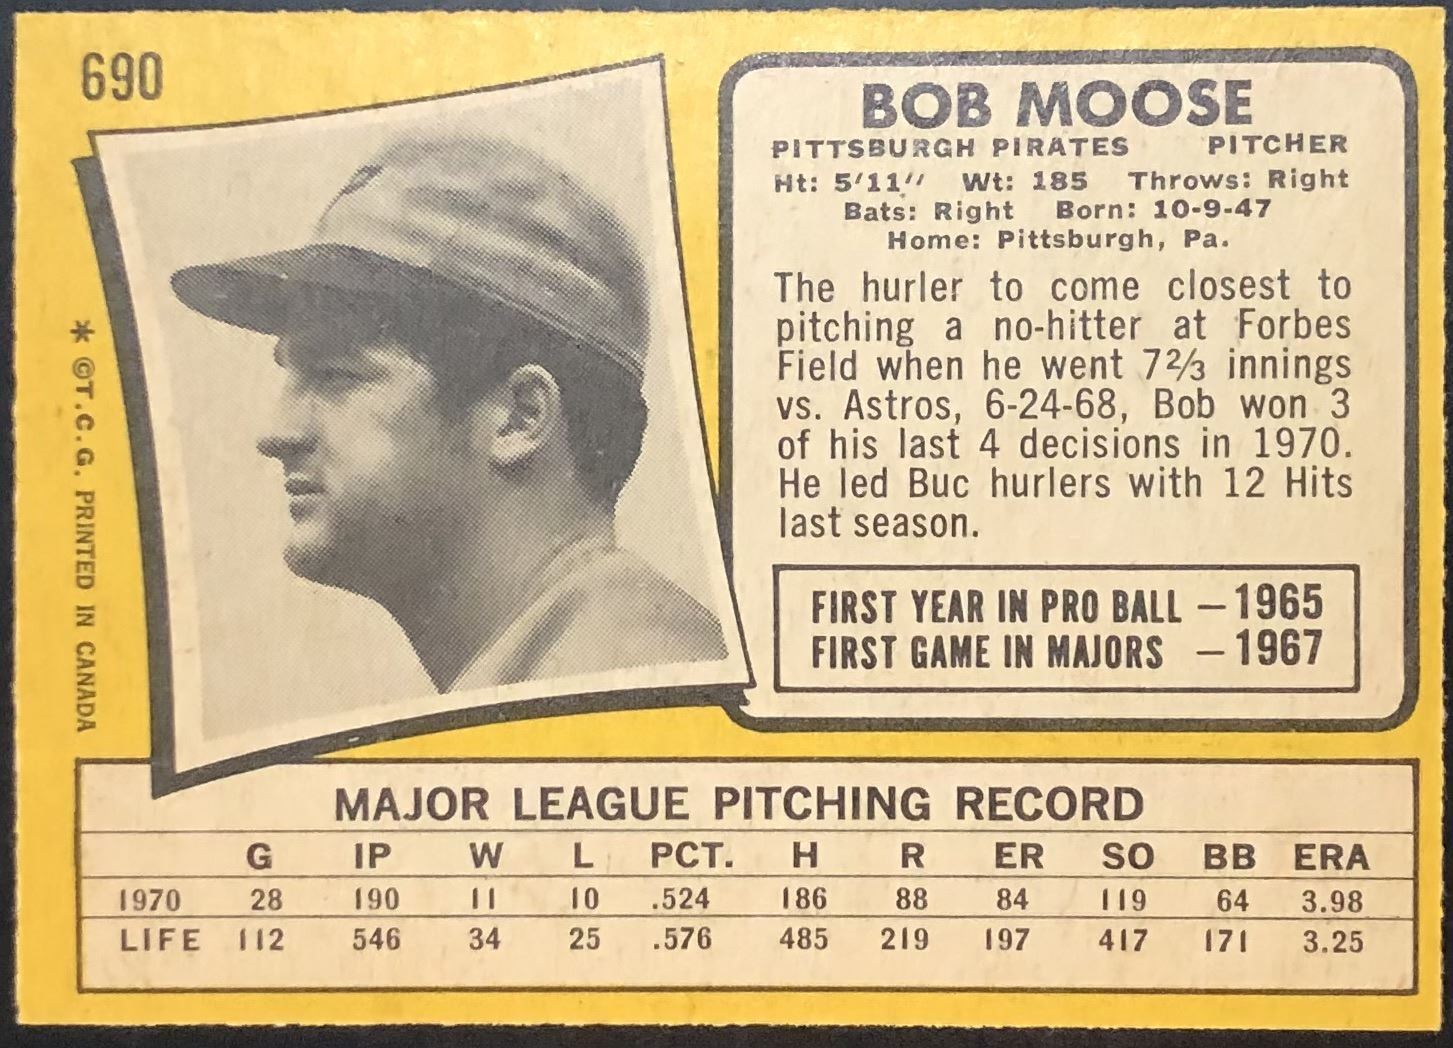 690
BOB MOOSE
PITTSBURGH PIRATES PITCHER
Ht: 5'11" Wt: 185 Throws: Right
Bats: Right Born: 10-9-47
Home: Pittsburgh, Pa.
The hurler to come closest to
pitching a no-hitter at Forbes
Field when he went 7 2/3 innings
vs. Astros, 6-24-68, Bob won 3
of his last 4 decisions in 1970.
He led Buc hurlers with 12 Hits
last season.
FIRST YEAR IN PRO BALL – 1965
FIRST GAME IN MAJORS – 1967
* ©T.C.G. PRINTED IN CANADA
MAJOR LEAGUE PITCHING RECORD
G IP W L PCT. H R ER SO BB ERA
1970 28 190 11 10 .524 186 88 84 119 64 3.98
LIFE 112 546 34 25 .576 485 219 197 417 171 3.25